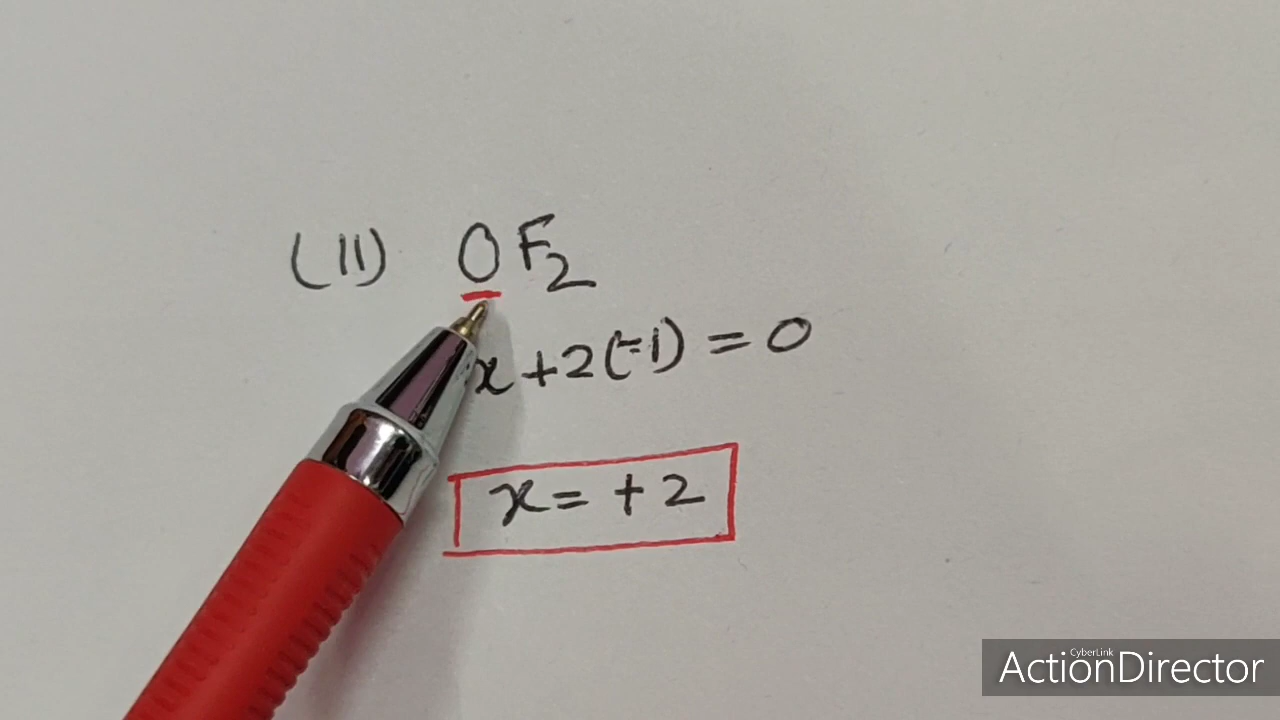 (II) OF₂
x + 2(-1) = 0
x = +2
CyberLink
ActionDirector